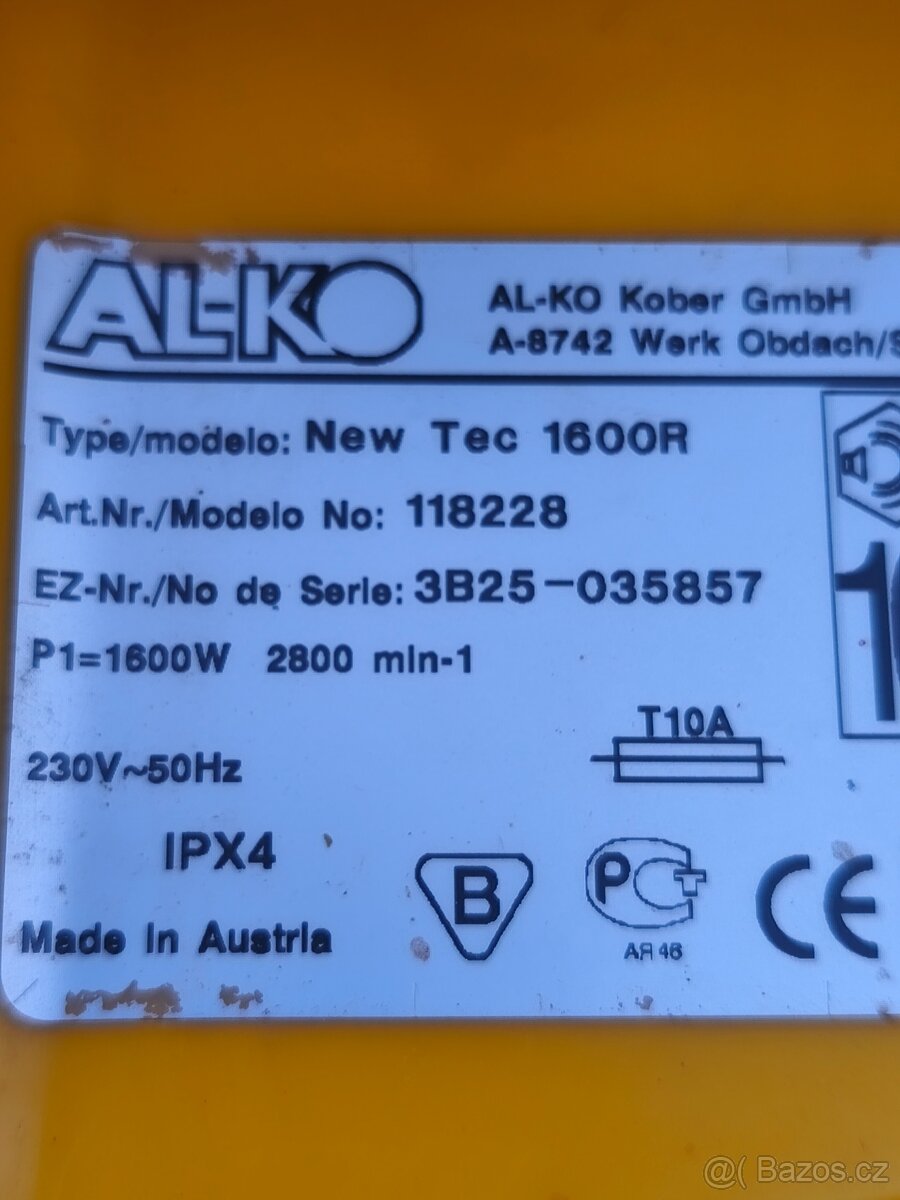 AL-KO
AL-KO Kober GmbH
A-8742 Werk Obdach/S
Type/modelo: New Tec 1600R
Art.Nr./Modelo No: 118228
EZ-Nr./No de Serie: 3B25-035857
P1=1600W 2800 min-1
T10A
230V~50Hz
IPX4
B
PCT
АЯ46
CE
Made in Austria
@( Bazos.cz